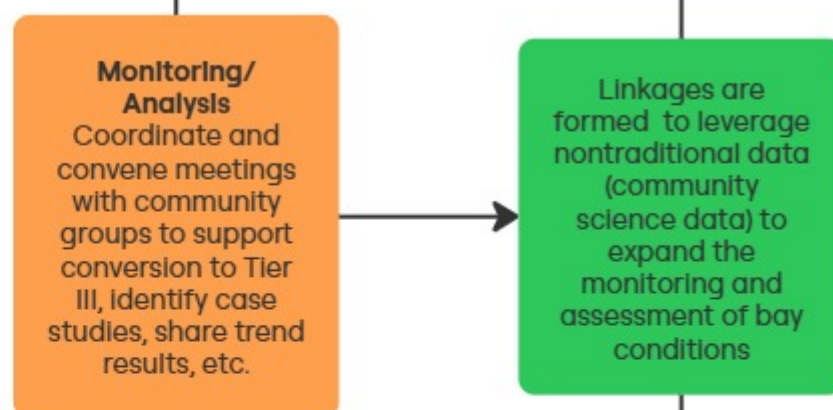 Monitoring/
Analysis
Coordinate and
convene meetings
with community
groups to support
conversion to Tier
III, identify case
studies, share trend
results, etc.
Linkages are
formed  to leverage
nontraditional data
(community
science data) to
expand the
monitoring and
assessment of bay
conditions